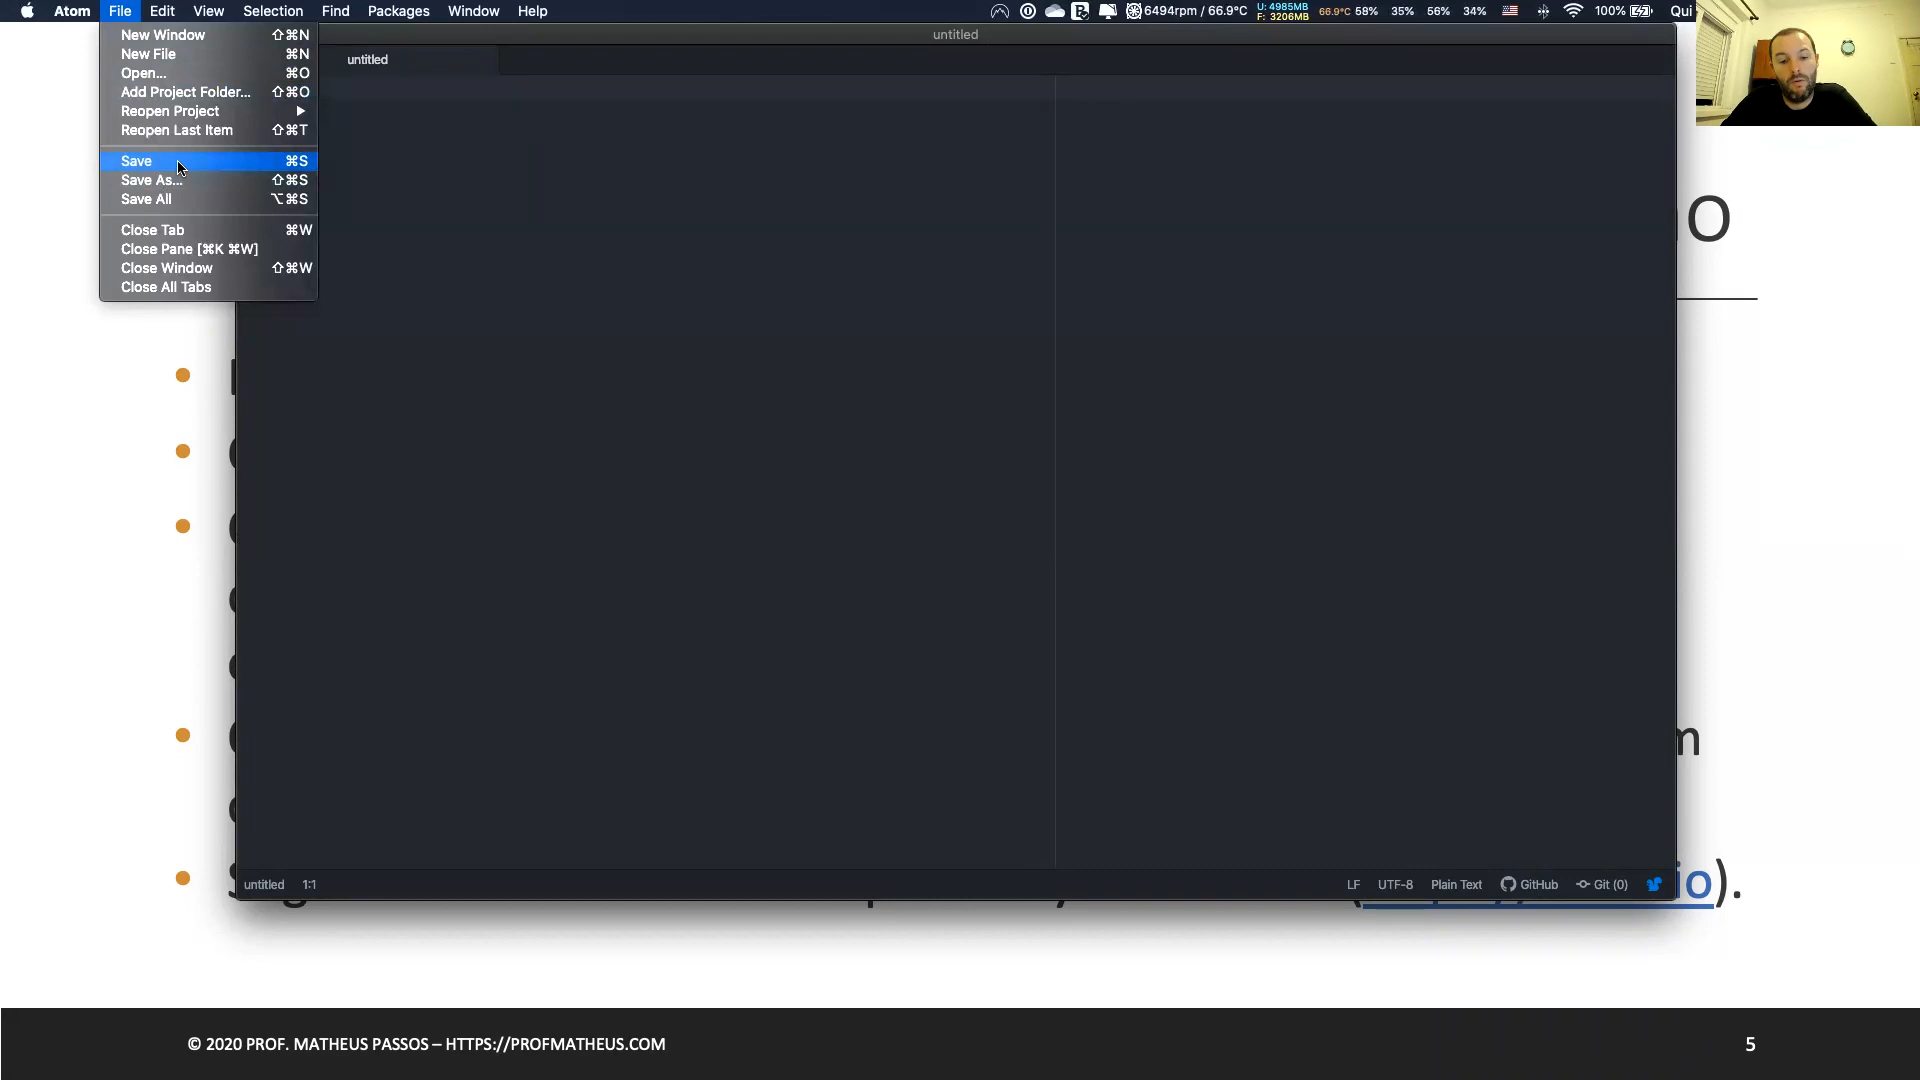 Atom File Edit View Selection Find Packages Window Help 6494rpm / 66.9°C U: 4985MB F: 3206MB 66.9°C 58% 35% 56% 34% 100% Qui
untitled
New Window ⇧⌘N
New File ⌘N
Open... ⌘O
Add Project Folder... ⇧⌘O
Reopen Project ▶
Reopen Last Item ⇧⌘T
Save ⌘S
Save As... ⇧⌘S
Save All ⌥⌘S
Close Tab ⌘W
Close Pane [⌘K ⌘W]
Close Window ⇧⌘W
Close All Tabs
untitled
untitled 1:1 LF UTF-8 Plain Text GitHub Git (0)
io).
© 2020 PROF. MATHEUS PASSOS – HTTPS://PROFMATHEUS.COM 5